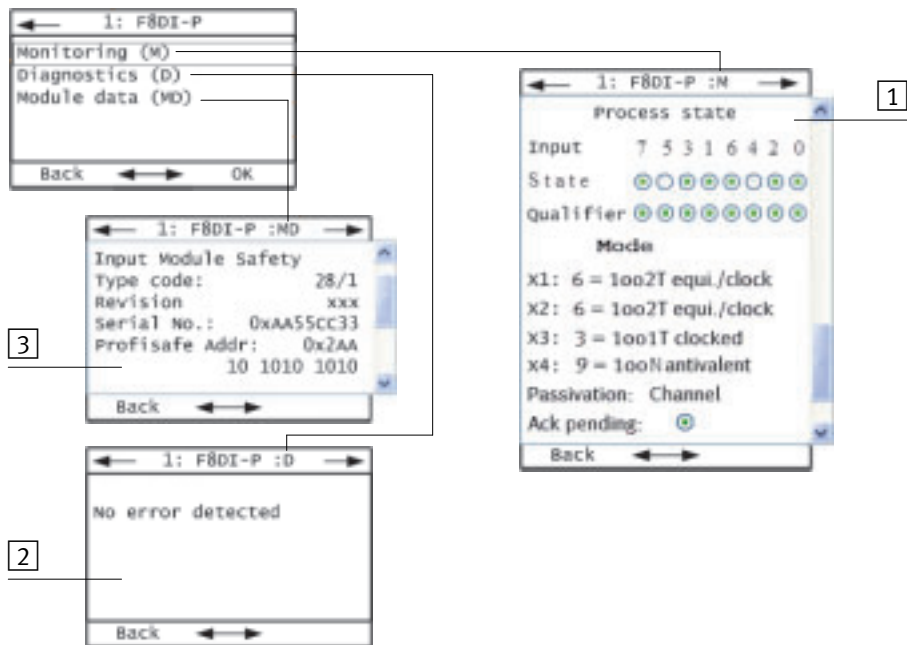 1: F8DI-P
Monitoring (M)
Diagnostics (D)
Module data (MD)
Back OK
1: F8DI-P :M
Process state
Input 7 5 3 1 6 4 2 0
State
Qualifier
Mode
X1: 6 = 1oo2T equi./clock
X2: 6 = 1oo2T equi./clock
X3: 3 = 1oo1T clocked
X4: 9 = 1ooN antivalent
Passivation: Channel
Ack pending:
Back
1
1: F8DI-P :MD
Input Module Safety
Type code: 28/1
Revision xxx
Serial No.: 0xAA55CC33
Profisafe Addr: 0x2AA
10 1010 1010
Back
3
1: F8DI-P :D
No error detected
Back
2